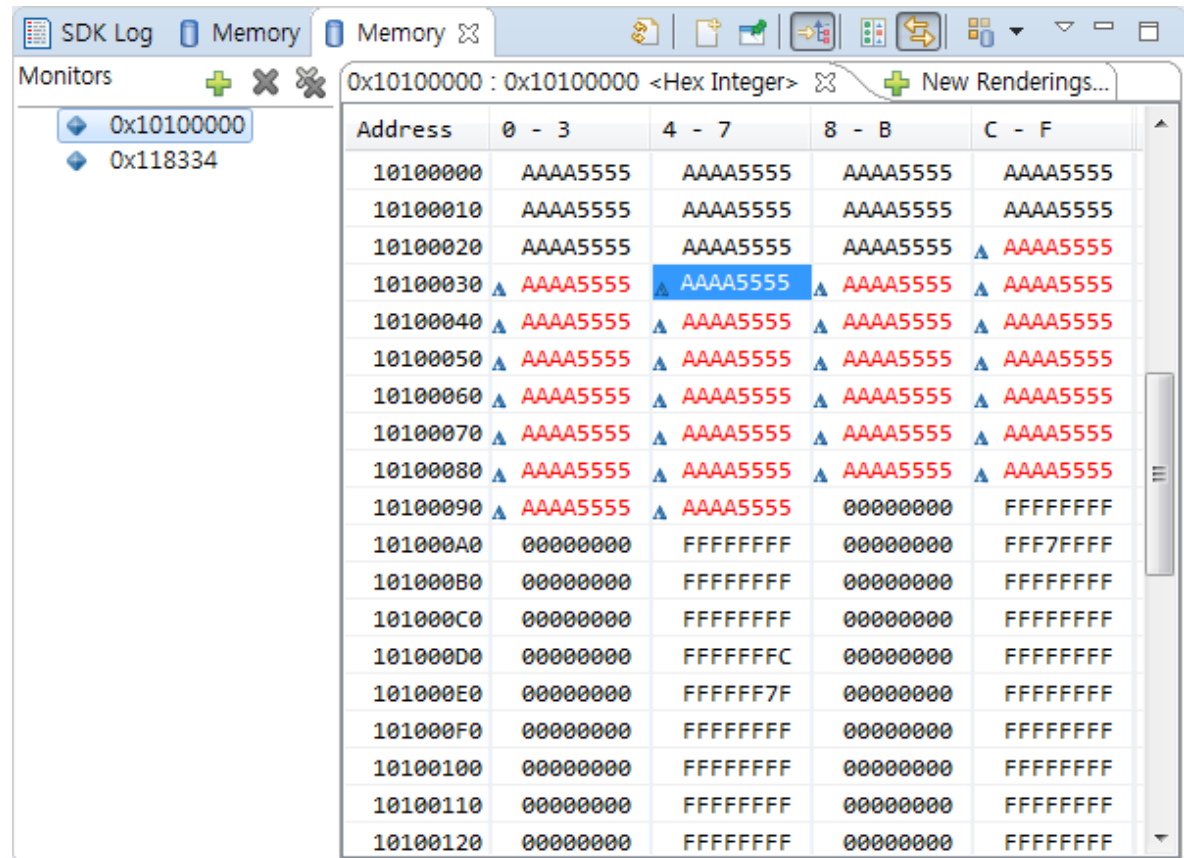 SDK Log Memory Memory
Monitors
0x10100000
0x118334
0x10100000 : 0x10100000 <Hex Integer> New Renderings...
Address 0 - 3 4 - 7 8 - B C - F
10100000 AAAA5555 AAAA5555 AAAA5555 AAAA5555
10100010 AAAA5555 AAAA5555 AAAA5555 AAAA5555
10100020 AAAA5555 AAAA5555 AAAA5555 AAAA5555
10100030 AAAA5555 AAAA5555 AAAA5555 AAAA5555
10100040 AAAA5555 AAAA5555 AAAA5555 AAAA5555
10100050 AAAA5555 AAAA5555 AAAA5555 AAAA5555
10100060 AAAA5555 AAAA5555 AAAA5555 AAAA5555
10100070 AAAA5555 AAAA5555 AAAA5555 AAAA5555
10100080 AAAA5555 AAAA5555 AAAA5555 AAAA5555
10100090 AAAA5555 AAAA5555 00000000 FFFFFFFF
101000A0 00000000 FFFFFFFF 00000000 FFF7FFFF
101000B0 00000000 FFFFFFFF 00000000 FFFFFFFF
101000C0 00000000 FFFFFFFF 00000000 FFFFFFFF
101000D0 00000000 FFFFFFFC 00000000 FFFFFFFF
101000E0 00000000 FFFFFF7F 00000000 FFFFFFFF
101000F0 00000000 FFFFFFFF 00000000 FFFFFFFF
10100100 00000000 FFFFFFFF 00000000 FFFFFFFF
10100110 00000000 FFFFFFFF 00000000 FFFFFFFF
10100120 00000000 FFFFFFFF 00000000 FFFFFFFF